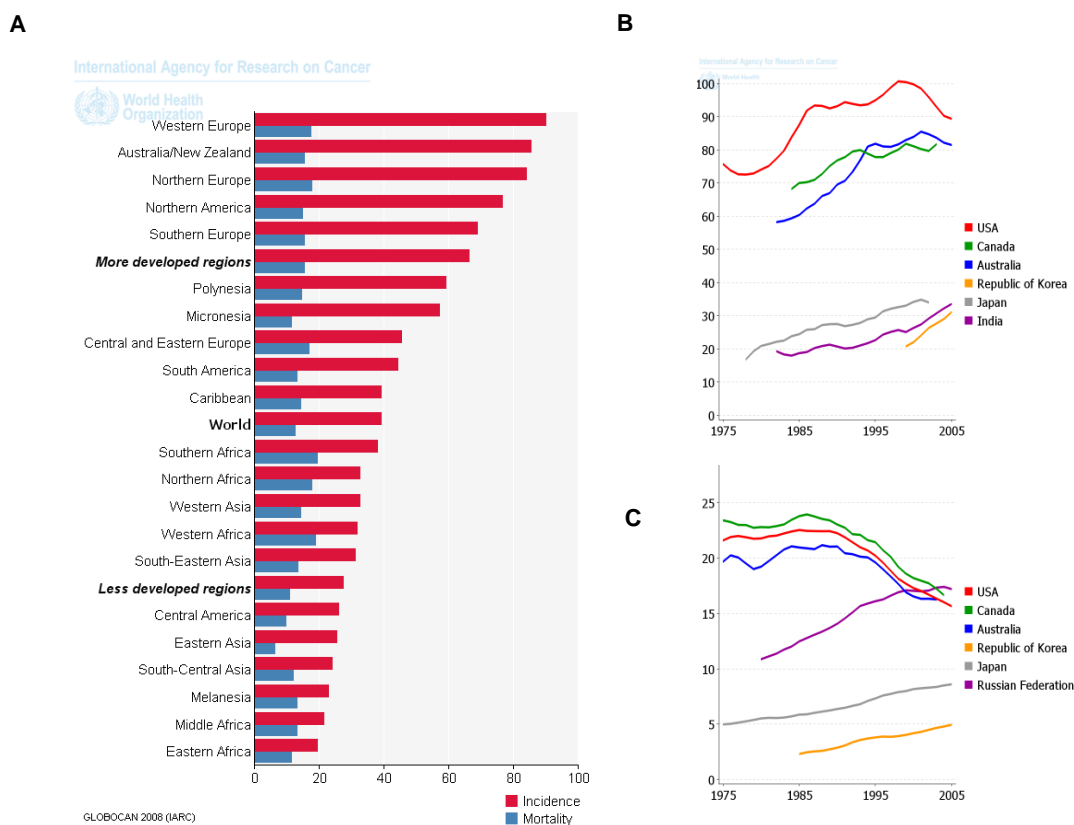 A
International Agency for Research on Cancer
World Health
Organization
Western Europe
Australia/New Zealand
Northern Europe
Northern America
Southern Europe
More developed regions
Polynesia
Micronesia
Central and Eastern Europe
South America
Caribbean
World
Southern Africa
Northern Africa
Western Asia
Western Africa
South-Eastern Asia
Less developed regions
Central America
Eastern Asia
South-Central Asia
Melanesia
Middle Africa
Eastern Africa
0 20 40 60 80 100
Incidence
Mortality
GLOBOCAN 2008 (IARC)
B
International Agency for Research on Cancer
World Health
Organization
100
90
80
70
60
50
40
30
20
10
0
1975 1985 1995 2005
USA
Canada
Australia
Republic of Korea
Japan
India
C
25
20
15
10
5
0
1975 1985 1995 2005
USA
Canada
Australia
Republic of Korea
Japan
Russian Federation